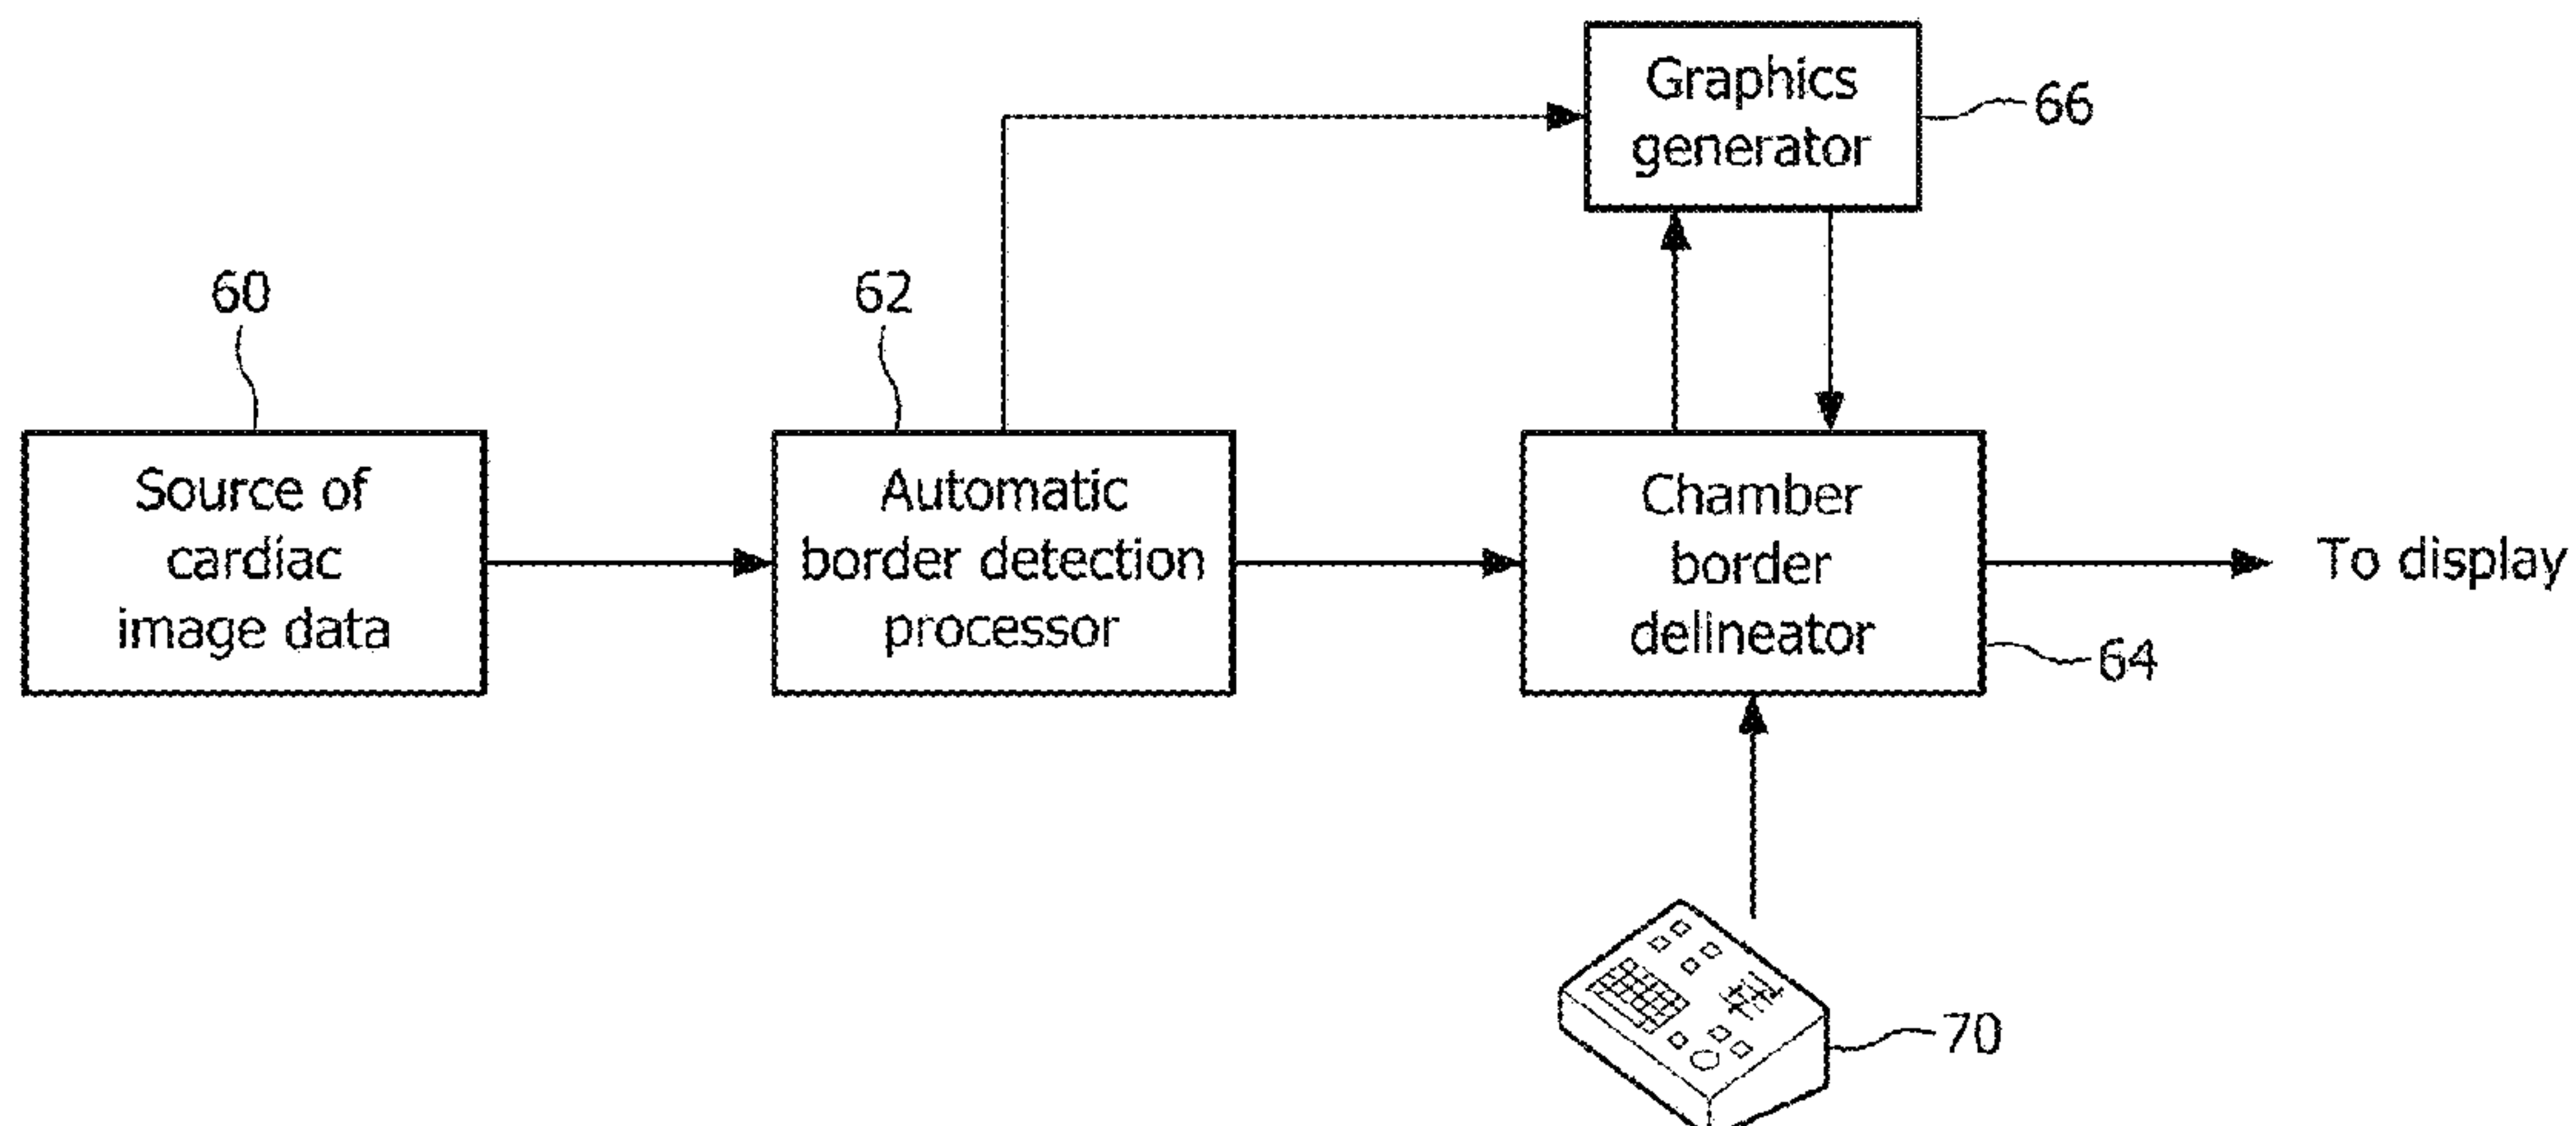 Graphics
generator
66
60
62
Source of
cardiac
image data
Automatic
border detection
processor
Chamber
border
delineator
To display
64
70